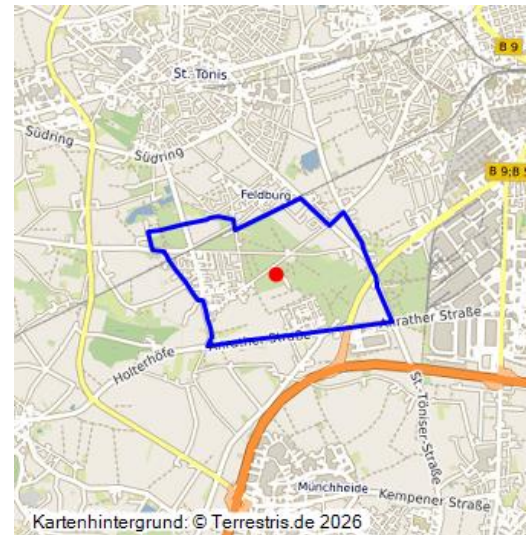 B 9
St. Tönis
Südring
Südring
B 9;B 5
Feldburg
Anrather Straße
Anrather Straße
Holterhöfe
St.-Töniser-Straße
Münchheide
Kempener Straße
Kartenhintergrund: © Terrestris.de 2026